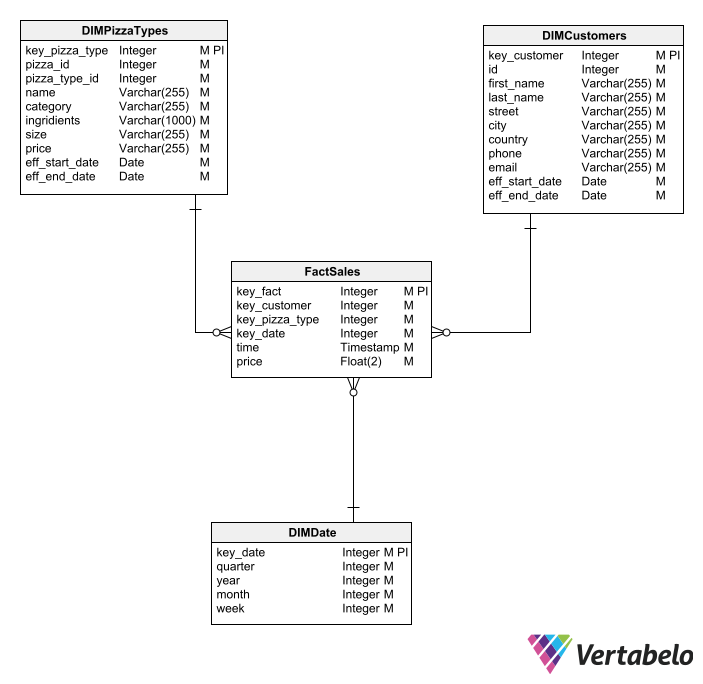 DIMPizzaTypes
key_pizza_type Integer M PI
pizza_id Integer M
pizza_type_id Integer M
name Varchar(255) M
category Varchar(255) M
ingridients Varchar(1000) M
size Varchar(255) M
price Varchar(255) M
eff_start_date Date M
eff_end_date Date M
DIMCustomers
key_customer Integer M PI
id Integer M
first_name Varchar(255) M
last_name Varchar(255) M
street Varchar(255) M
city Varchar(255) M
country Varchar(255) M
phone Varchar(255) M
email Varchar(255) M
eff_start_date Date M
eff_end_date Date M
FactSales
key_fact Integer M PI
key_customer Integer M
key_pizza_type Integer M
key_date Integer M
time Timestamp M
price Float(2) M
DIMDate
key_date Integer M PI
quarter Integer M
year Integer M
month Integer M
week Integer M
Vertabelo